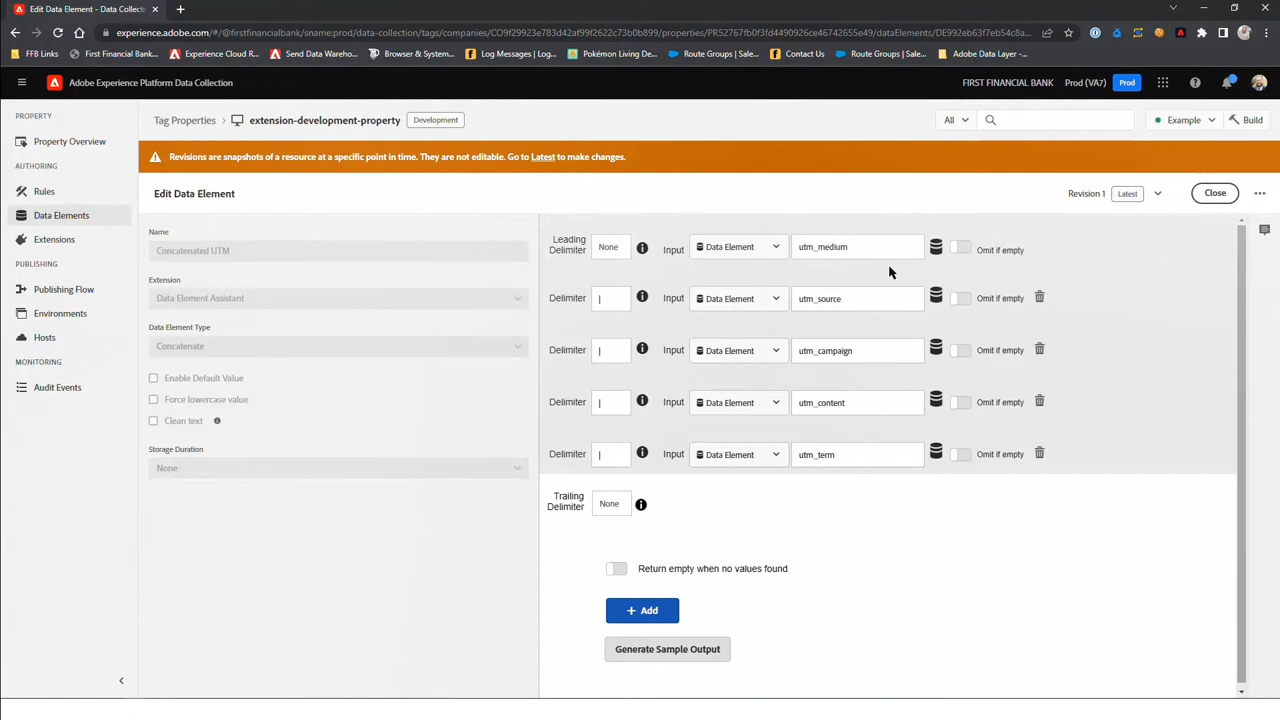 Edit Data Element - Data Collecti
experience.adobe.com/#/@firstfinancialbank/sname:prod/data-collection/tags/companies/CO9f29923e738d42af99f2622c73b0b899/properties/PR52767fb0f3fd4490926ce46742655e49/dataElements/DE992eb63f7eb54c8a...
FFB Links
First Financial Bank...
Experience Cloud R...
Send Data Wareho...
Browser & System...
Log Messages | Log...
Pokémon Living De...
Route Groups | Sale...
Contact Us
Route Groups | Sale...
Adobe Data Layer -...
Adobe Experience Platform Data Collection
FIRST FINANCIAL BANK
Prod (VA7)
Prod
PROPERTY
Property Overview
AUTHORING
Rules
Data Elements
Extensions
PUBLISHING
Publishing Flow
Environments
Hosts
MONITORING
Audit Events
Tag Properties > extension-development-property
Development
All
Example
Build
Revisions are snapshots of a resource at a specific point in time. They are not editable. Go to Latest to make changes.
Edit Data Element
Revision 1
Latest
Close
Name
Concatenated UTM
Extension
Data Element Assistant
Data Element Type
Concatenate
Enable Default Value
Force lowercase value
Clean text
Storage Duration
None
Leading
Delimiter None Input Data Element utm_medium Omit if empty
Delimiter | Input Data Element utm_source Omit if empty
Delimiter | Input Data Element utm_campaign Omit if empty
Delimiter | Input Data Element utm_content Omit if empty
Delimiter | Input Data Element utm_term Omit if empty
Trailing
Delimiter None
Return empty when no values found
+ Add
Generate Sample Output